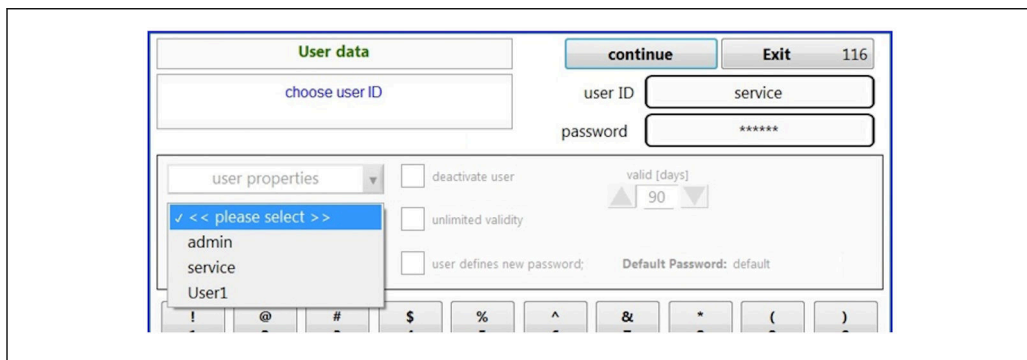 User data
continue
Exit 116
choose user ID
user ID service
password ******
user properties
deactivate user
valid [days]
90
✓ << please select >>
unlimited validity
admin
service
user defines new password;
Default Password: default
User1
! @ # $ % ^ & * ( )